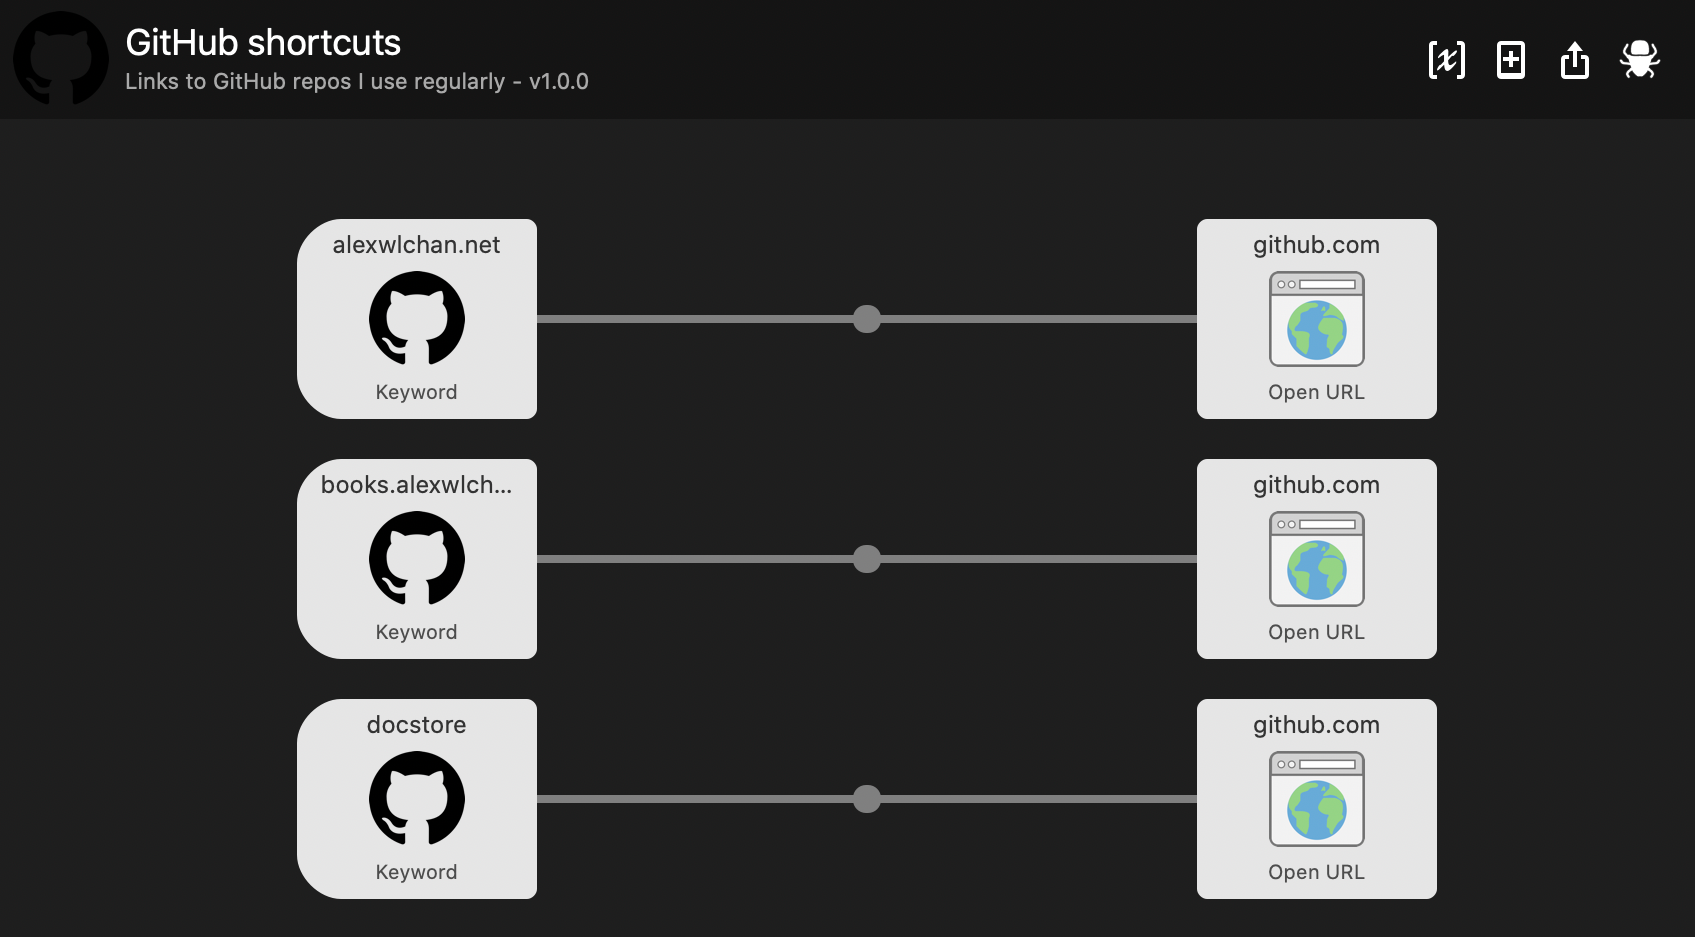 GitHub shortcuts
Links to GitHub repos I use regularly - v1.0.0
alexwlchan.net
Keyword
github.com
Open URL
books.alexwlch...
Keyword
github.com
Open URL
docstore
Keyword
github.com
Open URL